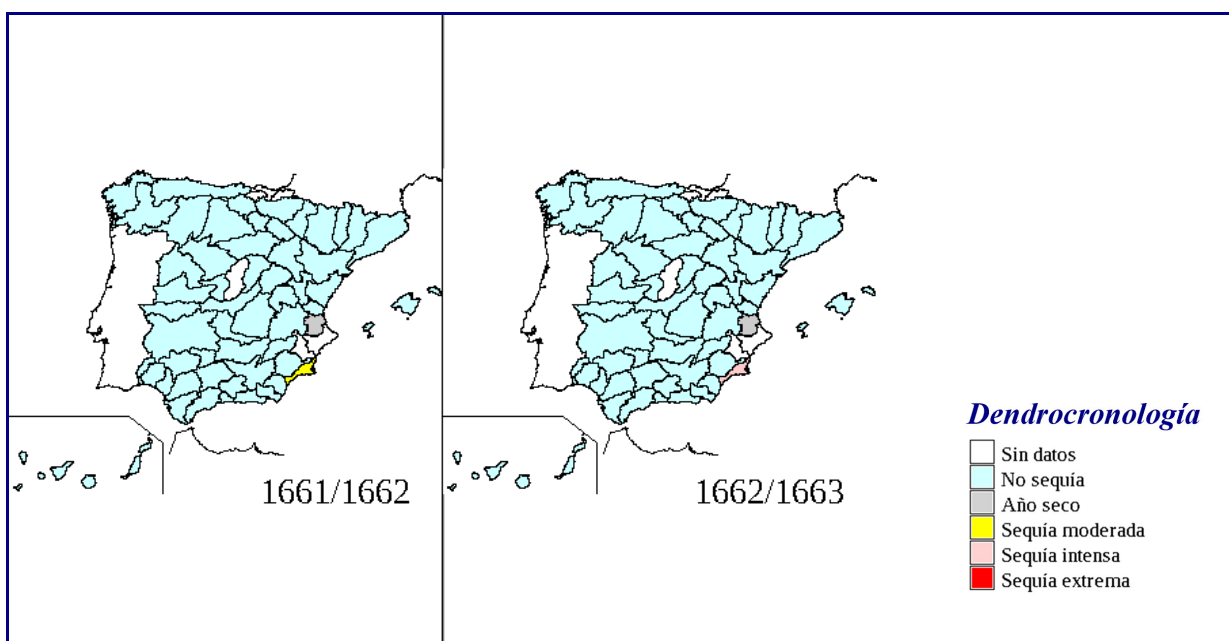 1661/1662
1662/1663
Dendrocronología
Sin datos
No sequía
Año seco
Sequía moderada
Sequía intensa
Sequía extrema